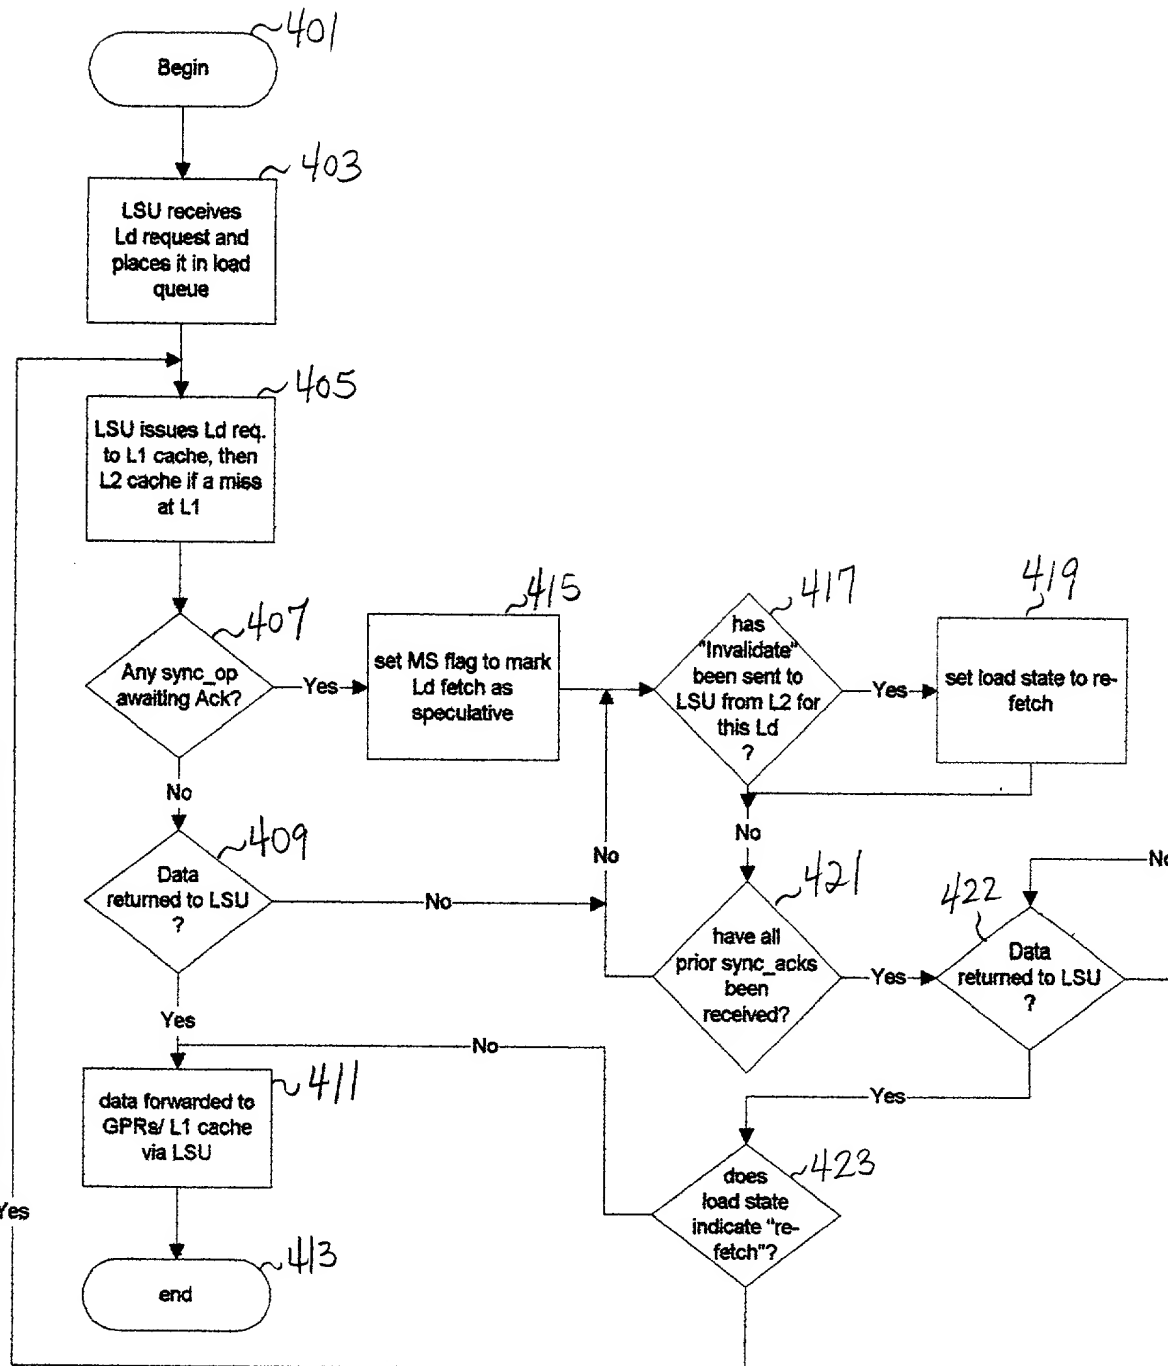 401
Begin
403
LSU receives
Ld request and
places it in load
queue
405
LSU issues Ld req.
to L1 cache, then
L2 cache if a miss
at L1
407
Any sync_op
awaiting Ack?
Yes
415
set MS flag to mark
Ld fetch as
speculative
417
has
"Invalidate"
been sent to
LSU from L2 for
this Ld
?
Yes
419
set load state to re-
fetch
No
409
Data
returned to LSU
?
No
No
No
421
have all
prior sync_acks
been
received?
Yes
422
Data
returned to LSU
?
No
Yes
No
Yes
411
data forwarded to
GPRs/ L1 cache
via LSU
423
does
load state
indicate "re-
fetch"?
Yes
413
end